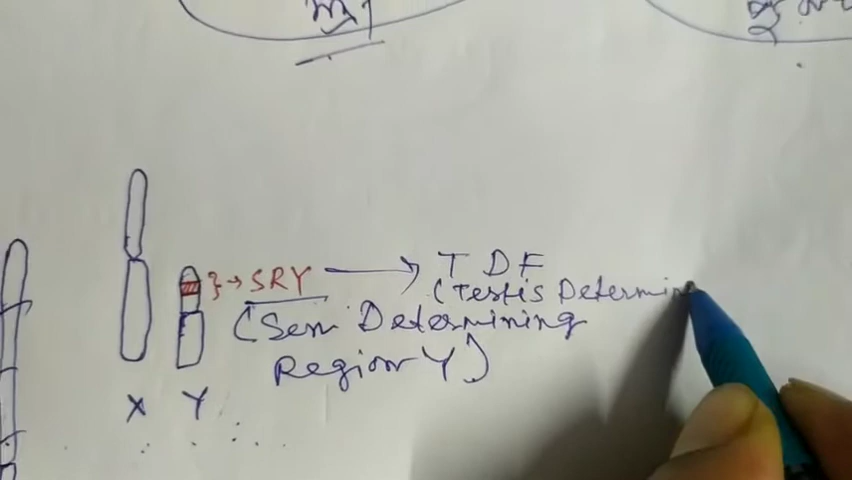 SRY → TDF
(Testis Determin
(Sex Determining
Region Y)
X Y